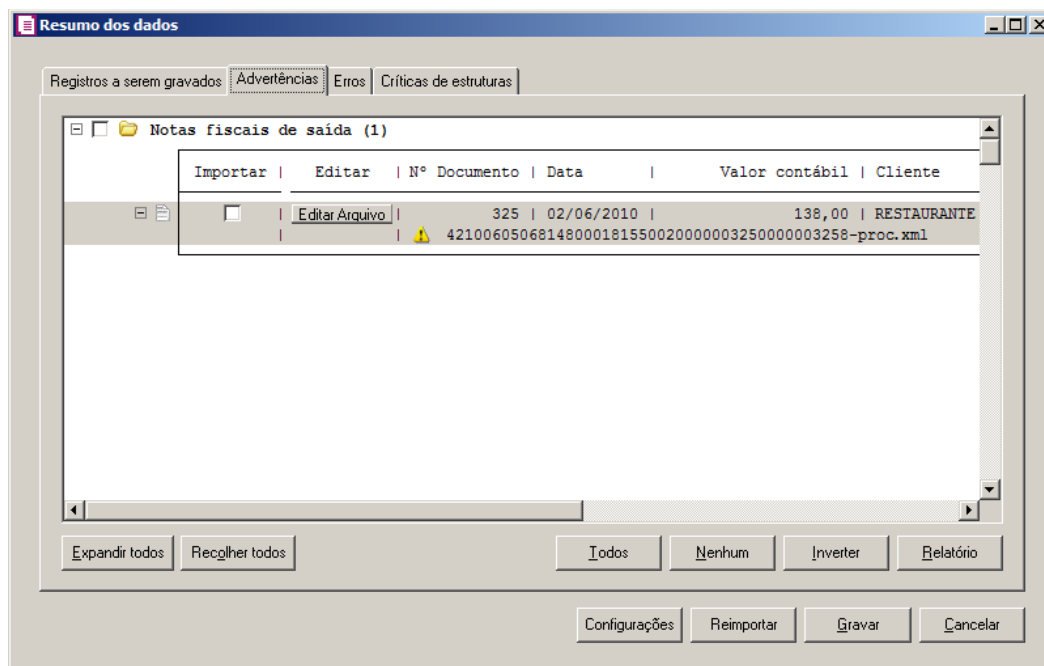 Resumo dos dados
Registros a serem gravados Advertências Erros Críticas de estruturas
Notas fiscais de saída (1)
Importar | Editar | Nº Documento | Data | Valor contábil | Cliente
| Editar Arquivo | 325 | 02/06/2010 | 138,00 | RESTAURANTE
| | 42100605068148000181550020000003250000003258-proc.xml
Expandir todos Recolher todos Todos Nenhum Inverter Relatório
Configurações Reimportar Gravar Cancelar